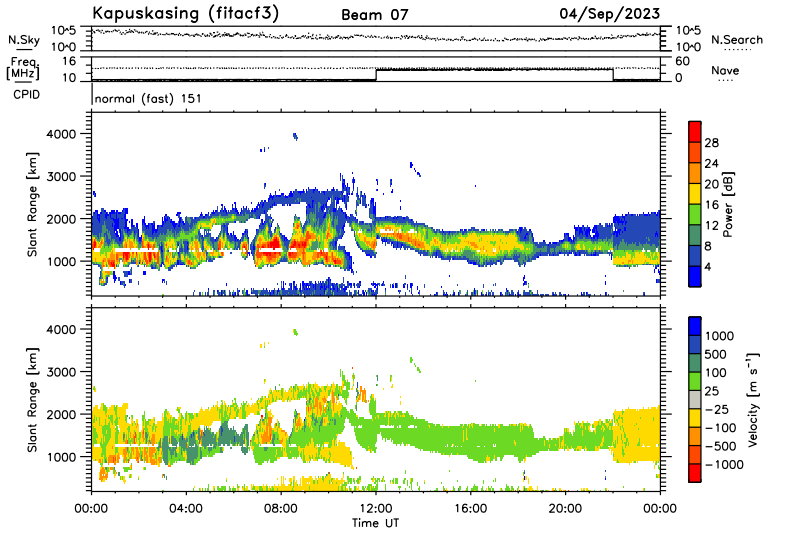 Kapuskasing (fitacf3) Beam 07 04/Sep/2023
N.Sky 10^5 10^0 10^5 10^0 N.Search
Freq. [MHz] 16 10 60 0 Nave
CPID normal (fast) 151
Slant Range [km] 4000 3000 2000 1000
28 24 20 16 12 8 4 Power [dB]
Slant Range [km] 4000 3000 2000 1000
1000 500 100 25 −25 −100 −500 −1000 Velocity [m s⁻¹]
00:00 04:00 08:00 12:00 16:00 20:00 00:00
Time UT